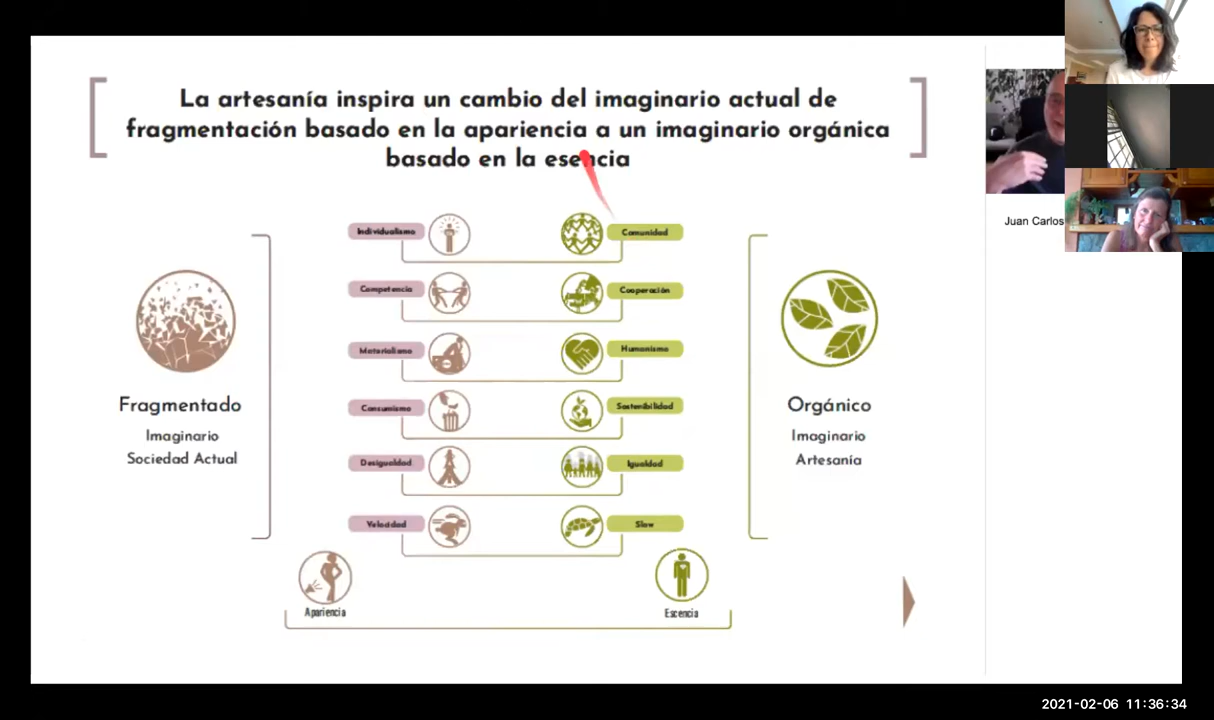 La artesanía inspira un cambio del imaginario actual de
fragmentación basado en la apariencia a un imaginario orgánica
basado en la esencia
Juan Carlos
Individualismo
Comunidad
Competencia
Cooperación
Materialismo
Humanismo
Consumismo
Sostenibilidad
Desigualdad
Igualdad
Velocidad
Slow
Fragmentado
Imaginario
Sociedad Actual
Orgánico
Imaginario
Artesanía
Apariencia
Escencia
2021-02-06 11:36:34